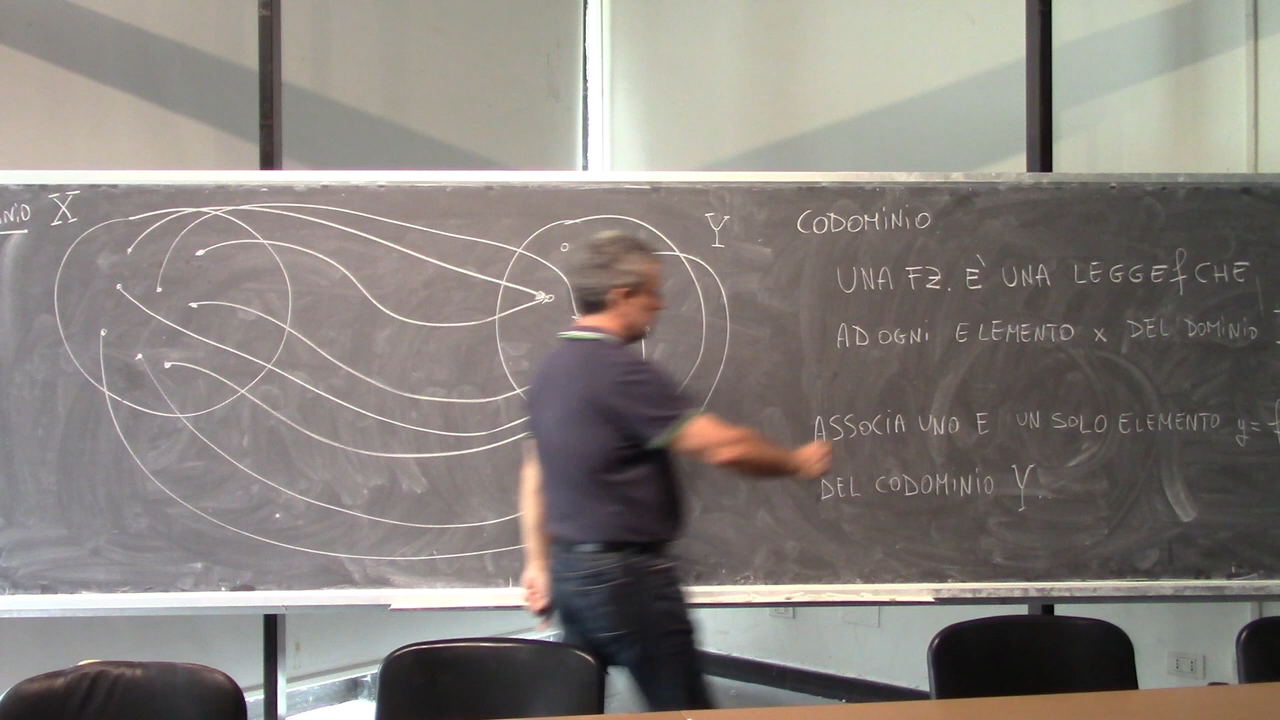 X
Y
CODOMINIO
UNA FZ. È UNA LEGGE f CHE
AD OGNI ELEMENTO x DEL DOMINIO
ASSOCIA UNO E UN SOLO ELEMENTO y = f
DEL CODOMINIO Y.